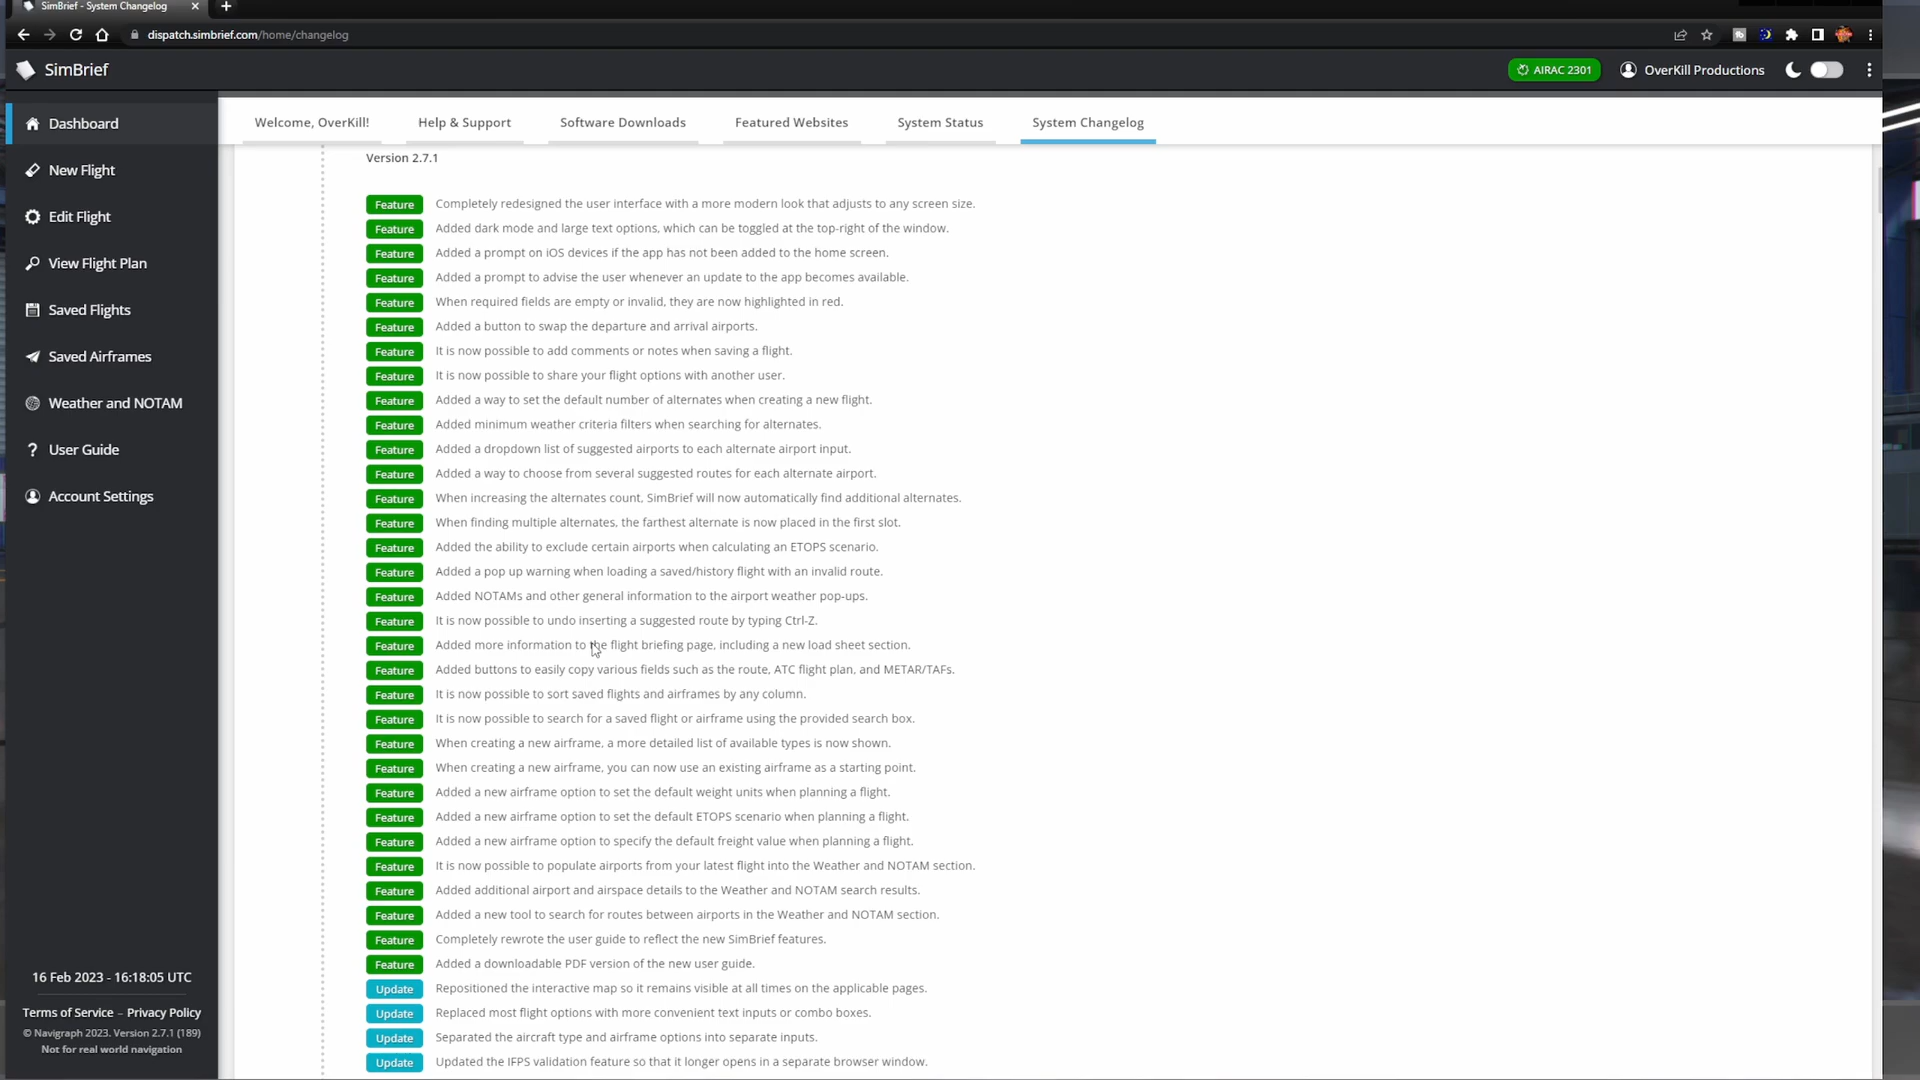 SimBrief - System Changelog
dispatch.simbrief.com/home/changelog
SimBrief
AIRAC 2301
OverKill Productions
Dashboard
New Flight
Edit Flight
View Flight Plan
Saved Flights
Saved Airframes
Weather and NOTAM
User Guide
Account Settings
16 Feb 2023 - 16:18:05 UTC
Terms of Service – Privacy Policy
© Navigraph 2023. Version 2.7.1 (189)
Not for real world navigation
Welcome, OverKill!
Help & Support
Software Downloads
Featured Websites
System Status
System Changelog
Version 2.7.1
Feature Completely redesigned the user interface with a more modern look that adjusts to any screen size.
Feature Added dark mode and large text options, which can be toggled at the top-right of the window.
Feature Added a prompt on iOS devices if the app has not been added to the home screen.
Feature Added a prompt to advise the user whenever an update to the app becomes available.
Feature When required fields are empty or invalid, they are now highlighted in red.
Feature Added a button to swap the departure and arrival airports.
Feature It is now possible to add comments or notes when saving a flight.
Feature It is now possible to share your flight options with another user.
Feature Added a way to set the default number of alternates when creating a new flight.
Feature Added minimum weather criteria filters when searching for alternates.
Feature Added a dropdown list of suggested airports to each alternate airport input.
Feature Added a way to choose from several suggested routes for each alternate airport.
Feature When increasing the alternates count, SimBrief will now automatically find additional alternates.
Feature When finding multiple alternates, the farthest alternate is now placed in the first slot.
Feature Added the ability to exclude certain airports when calculating an ETOPS scenario.
Feature Added a pop up warning when loading a saved/history flight with an invalid route.
Feature Added NOTAMs and other general information to the airport weather pop-ups.
Feature It is now possible to undo inserting a suggested route by typing Ctrl-Z.
Feature Added more information to the flight briefing page, including a new load sheet section.
Feature Added buttons to easily copy various fields such as the route, ATC flight plan, and METAR/TAFs.
Feature It is now possible to sort saved flights and airframes by any column.
Feature It is now possible to search for a saved flight or airframe using the provided search box.
Feature When creating a new airframe, a more detailed list of available types is now shown.
Feature When creating a new airframe, you can now use an existing airframe as a starting point.
Feature Added a new airframe option to set the default weight units when planning a flight.
Feature Added a new airframe option to set the default ETOPS scenario when planning a flight.
Feature Added a new airframe option to specify the default freight value when planning a flight.
Feature It is now possible to populate airports from your latest flight into the Weather and NOTAM section.
Feature Added additional airport and airspace details to the Weather and NOTAM search results.
Feature Added a new tool to search for routes between airports in the Weather and NOTAM section.
Feature Completely rewrote the user guide to reflect the new SimBrief features.
Feature Added a downloadable PDF version of the new user guide.
Update Repositioned the interactive map so it remains visible at all times on the applicable pages.
Update Replaced most flight options with more convenient text inputs or combo boxes.
Update Separated the aircraft type and airframe options into separate inputs.
Update Updated the IFPS validation feature so that it longer opens in a separate browser window.